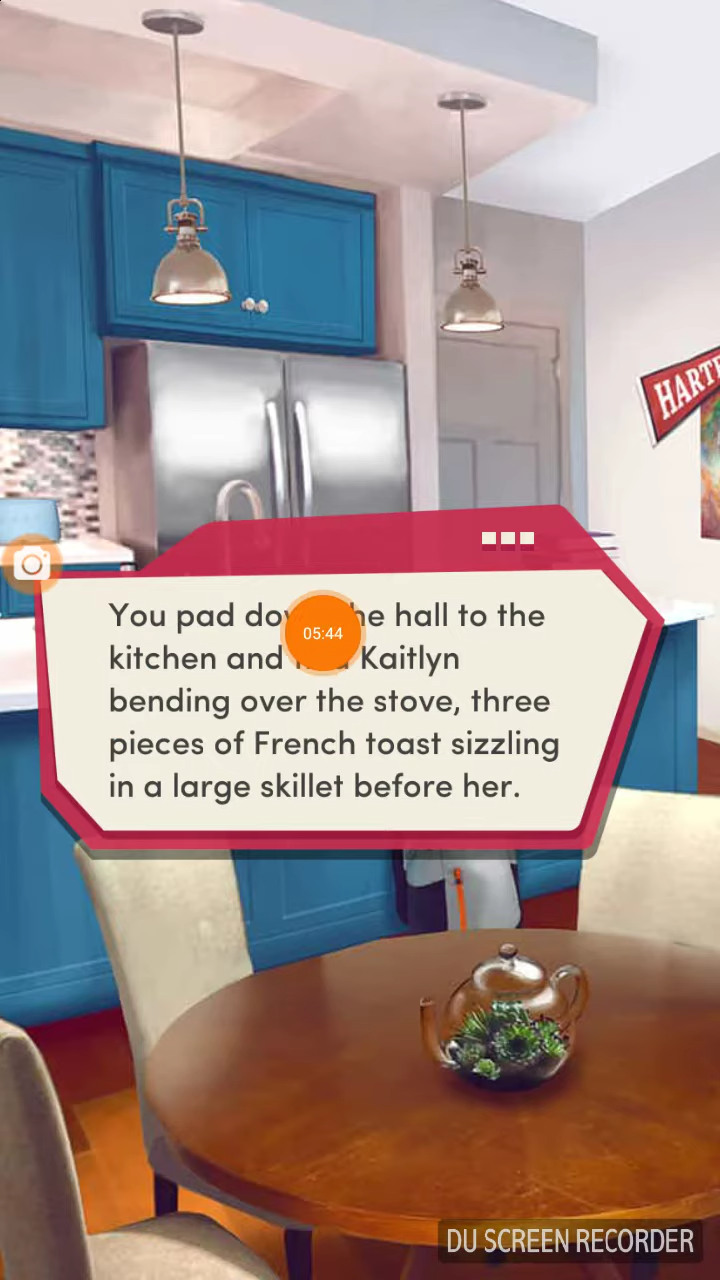 HARTF
You pad do he hall to the
kitchen and Kaitlyn
05:44
bending over the stove, three
pieces of French toast sizzling
in a large skillet before her.
DU SCREEN RECORDER